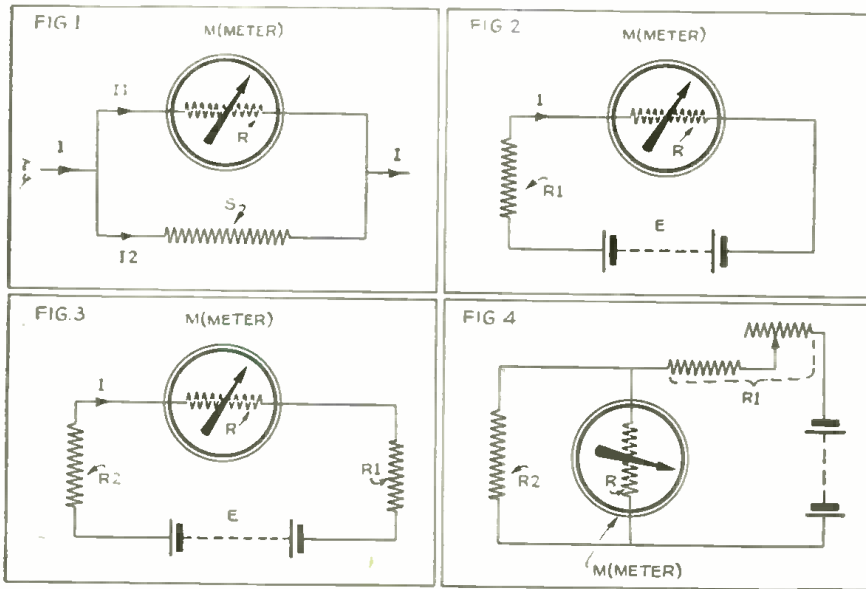 FIG.1
M(METER)
I1
R
I
I
S2
I2
FIG 2
M(METER)
I
R
R1
E
FIG.3
M(METER)
I
R
R2
R1
E
FIG 4
R1
R2
R
M(METER)